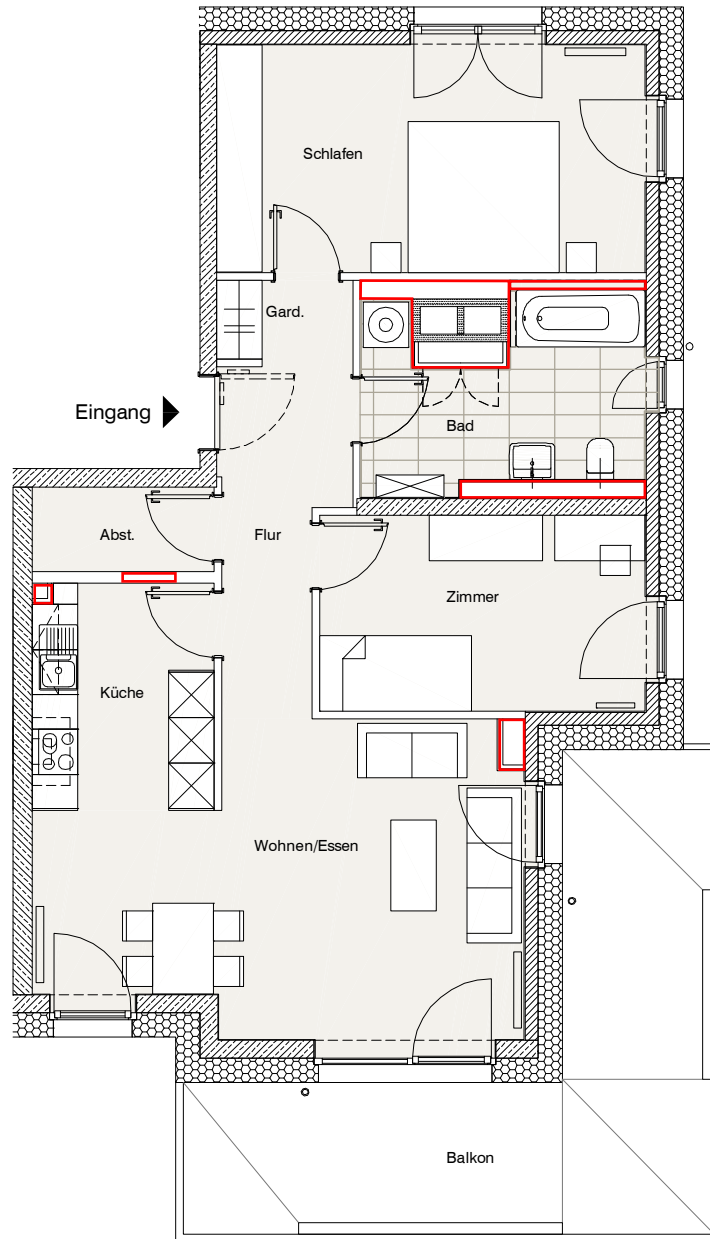 Schlafen
Gard.
Eingang
Bad
Abst.
Flur
Zimmer
Küche
Wohnen/Essen
Balkon